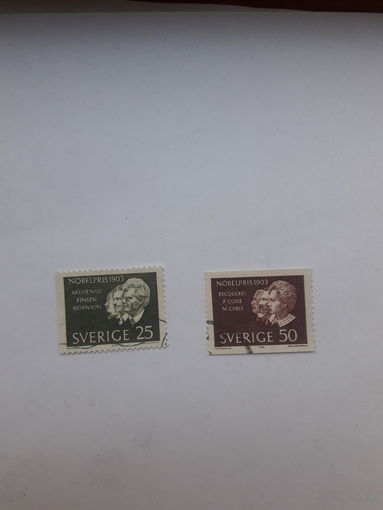 NOBELPRIS 1903
ARRHENIUS
FINSEN
BJØRNSON
SVERIGE 25
NOBELPRIS 1903
BECQUEREL
P. CURIE
M. CURIE
SVERIGE 50